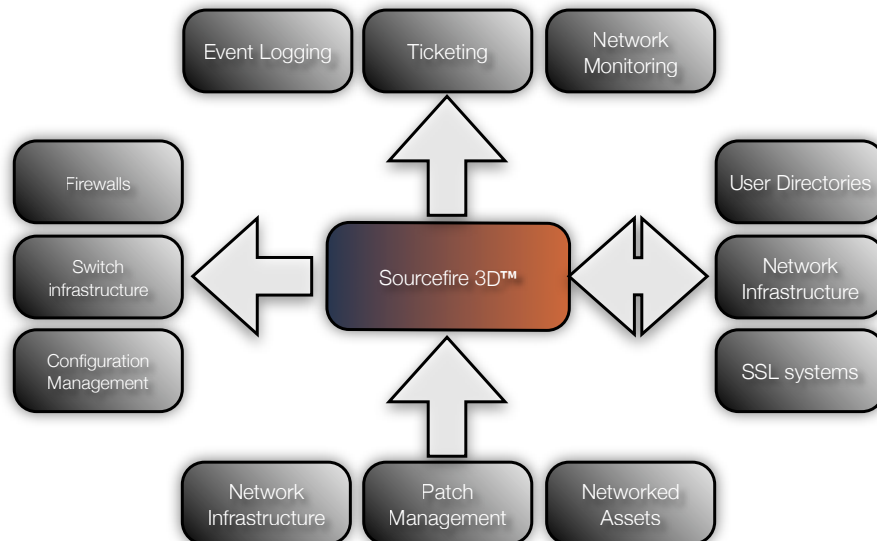 Event Logging
Ticketing
Network
Monitoring
Firewalls
User Directories
Switch
infrastructure
Sourcefire 3D™
Network
Infrastructure
Configuration
Management
SSL systems
Network
Infrastructure
Patch
Management
Networked
Assets